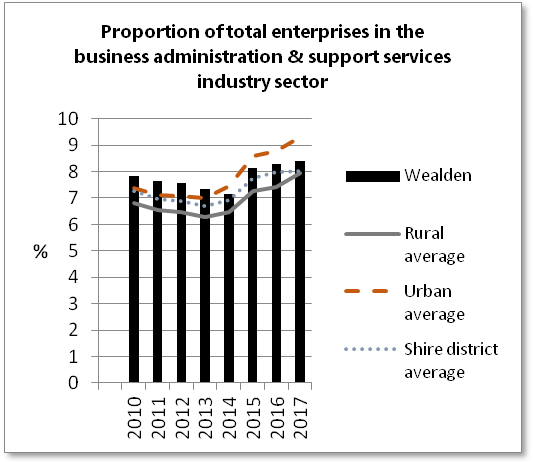 Proportion of total enterprises in the
business administration & support services
industry sector
10
9
8
7
6
5
4
3
2
1
0
%
2010
2011
2012
2013
2014
2015
2016
2017
Wealden
Rural
average
Urban
average
Shire district
average